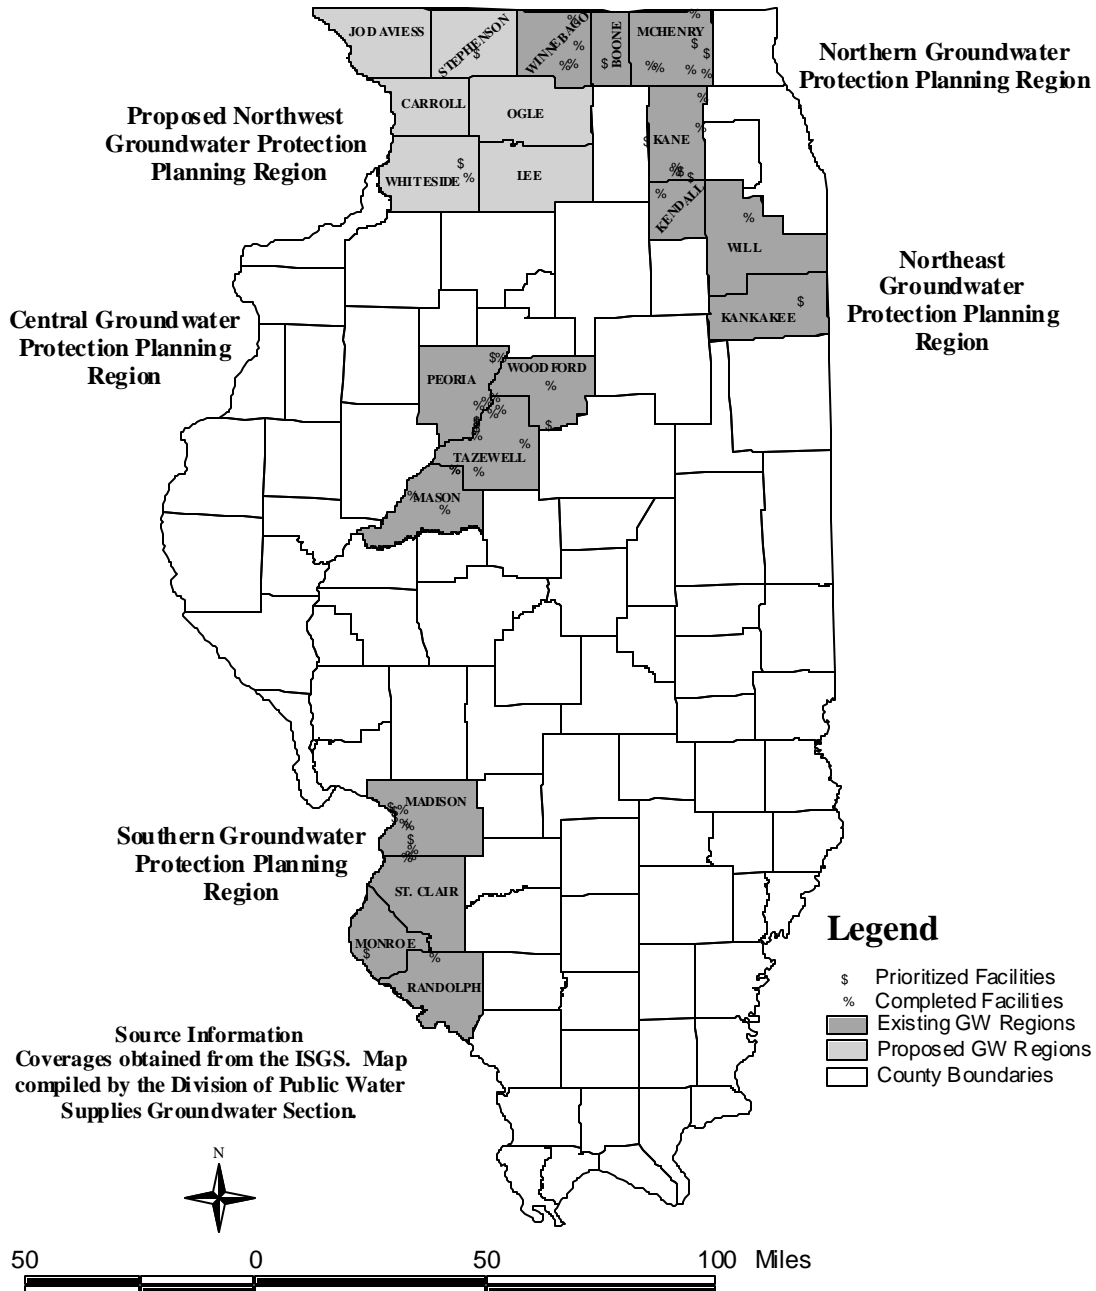 JODAVIESS
STEPHENSON
WINNEBAGO
BOONE
MCHENRY
Northern Groundwater
Protection Planning Region
CARROLL
OGLE
Proposed Northwest
Groundwater Protection
Planning Region
KANE
WHITESIDE
LEE
KENDALL
WILL
Northeast
Groundwater
Protection Planning
Region
KANKAKEE
Central Groundwater
Protection Planning
Region
PEORIA
WOODFORD
TAZEWELL
MASON
MADISON
Southern Groundwater
Protection Planning
Region
ST. CLAIR
MONROE
RANDOLPH
Legend
$ Prioritized Facilities
% Completed Facilities
Existing GW Regions
Proposed GW Regions
County Boundaries
Source Information
Coverages obtained from the ISGS. Map
compiled by the Division of Public Water
Supplies Groundwater Section.
N
50 0 50 100 Miles